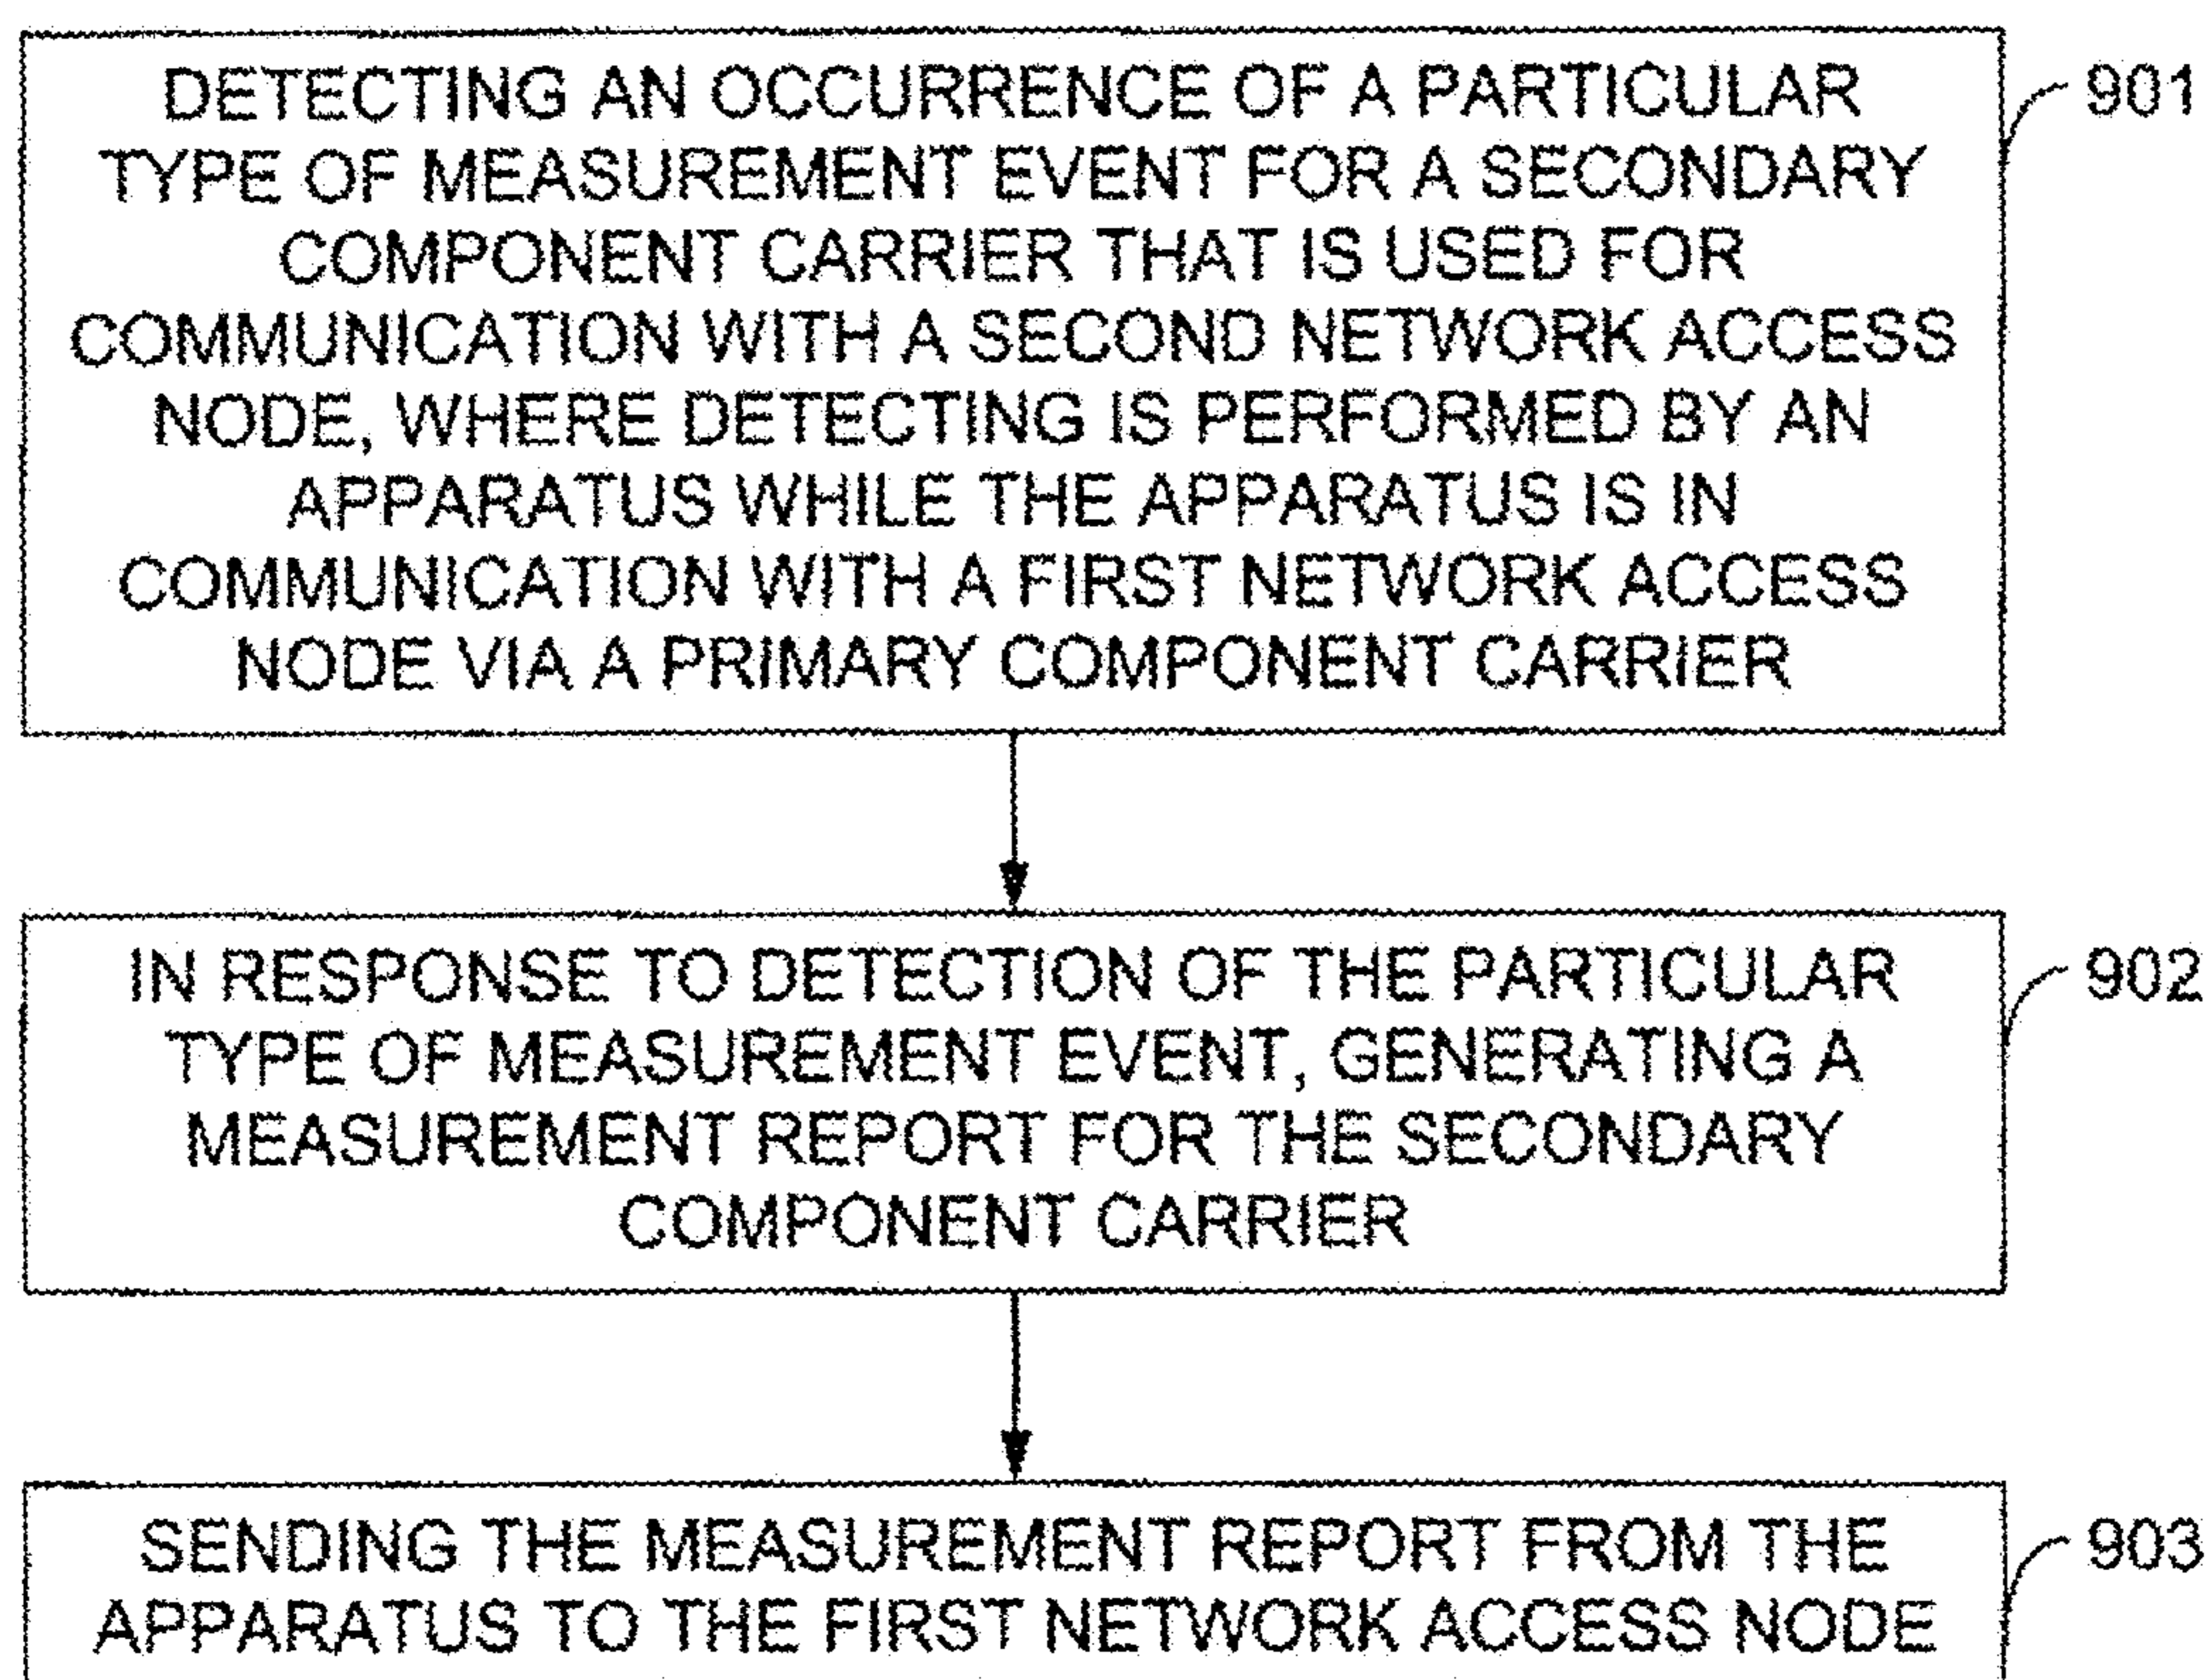 DETECTING AN OCCURRENCE OF A PARTICULAR
TYPE OF MEASUREMENT EVENT FOR A SECONDARY
COMPONENT CARRIER THAT IS USED FOR
COMMUNICATION WITH A SECOND NETWORK ACCESS
NODE, WHERE DETECTING IS PERFORMED BY AN
APPARATUS WHILE THE APPARATUS IS IN
COMMUNICATION WITH A FIRST NETWORK ACCESS
NODE VIA A PRIMARY COMPONENT CARRIER
901
IN RESPONSE TO DETECTION OF THE PARTICULAR
TYPE OF MEASUREMENT EVENT, GENERATING A
MEASUREMENT REPORT FOR THE SECONDARY
COMPONENT CARRIER
902
SENDING THE MEASUREMENT REPORT FROM THE
APPARATUS TO THE FIRST NETWORK ACCESS NODE
903